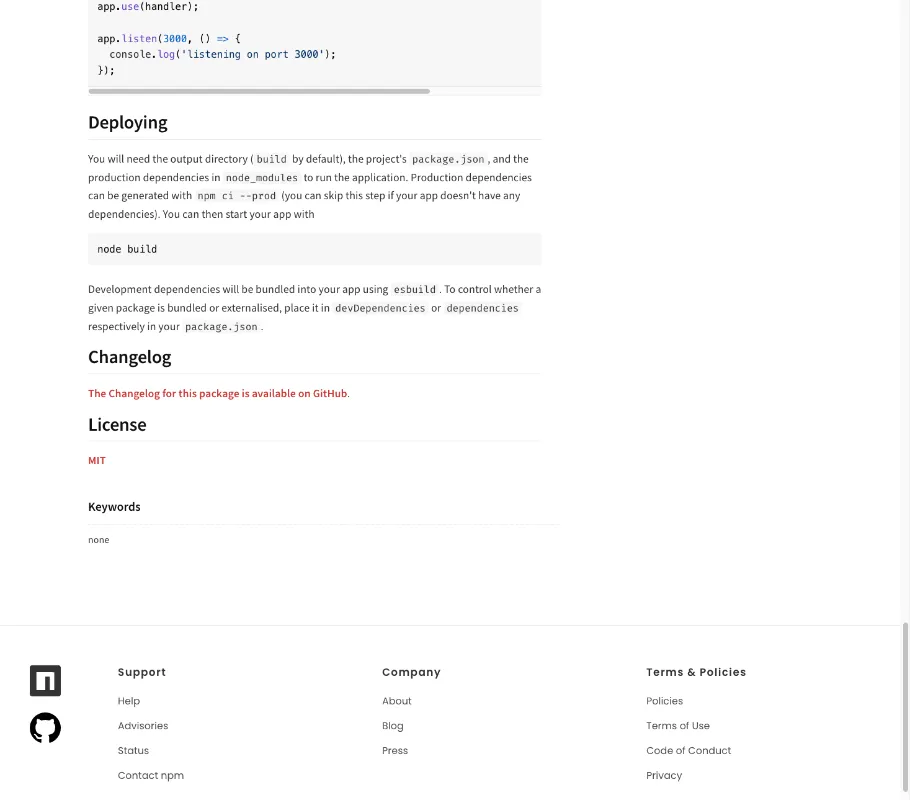 app.use(handler);
app.listen(3000, () => {
  console.log('listening on port 3000');
});
Deploying
You will need the output directory ( build by default), the project's package.json , and the
production dependencies in node_modules to run the application. Production dependencies
can be generated with npm ci --prod (you can skip this step if your app doesn't have any
dependencies). You can then start your app with
node build
Development dependencies will be bundled into your app using esbuild . To control whether a
given package is bundled or externalised, place it in devDependencies or dependencies
respectively in your package.json .
Changelog
The Changelog for this package is available on GitHub.
License
MIT
Keywords
none
Support
Help
Advisories
Status
Contact npm
Company
About
Blog
Press
Terms & Policies
Policies
Terms of Use
Code of Conduct
Privacy